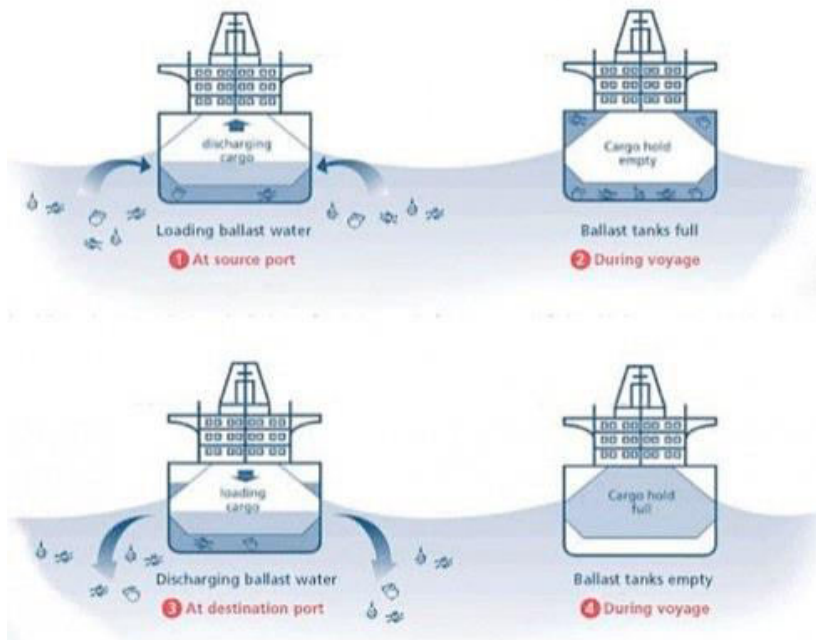 discharging
cargo
Loading ballast water
1 At source port
Cargo hold
empty
Ballast tanks full
2 During voyage
loading
cargo
Discharging ballast water
3 At destination port
Cargo hold
full
Ballast tanks empty
4 During voyage